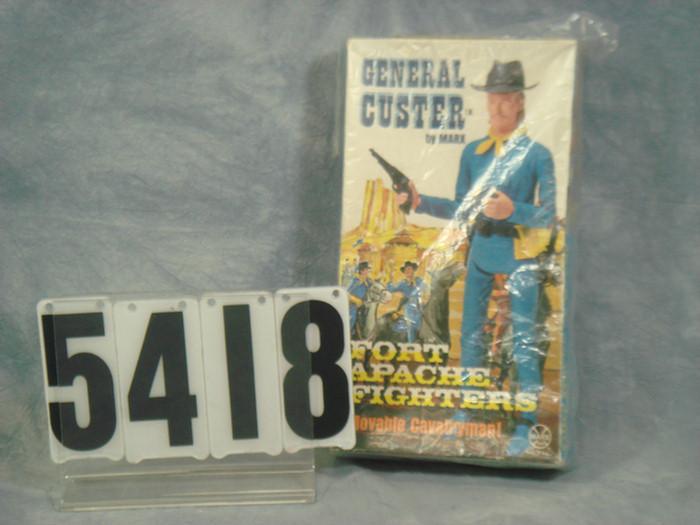 GENERAL
CUSTER
by MARX
FORT
APACHE
FIGHTERS
Movable Cavalryman!
5418